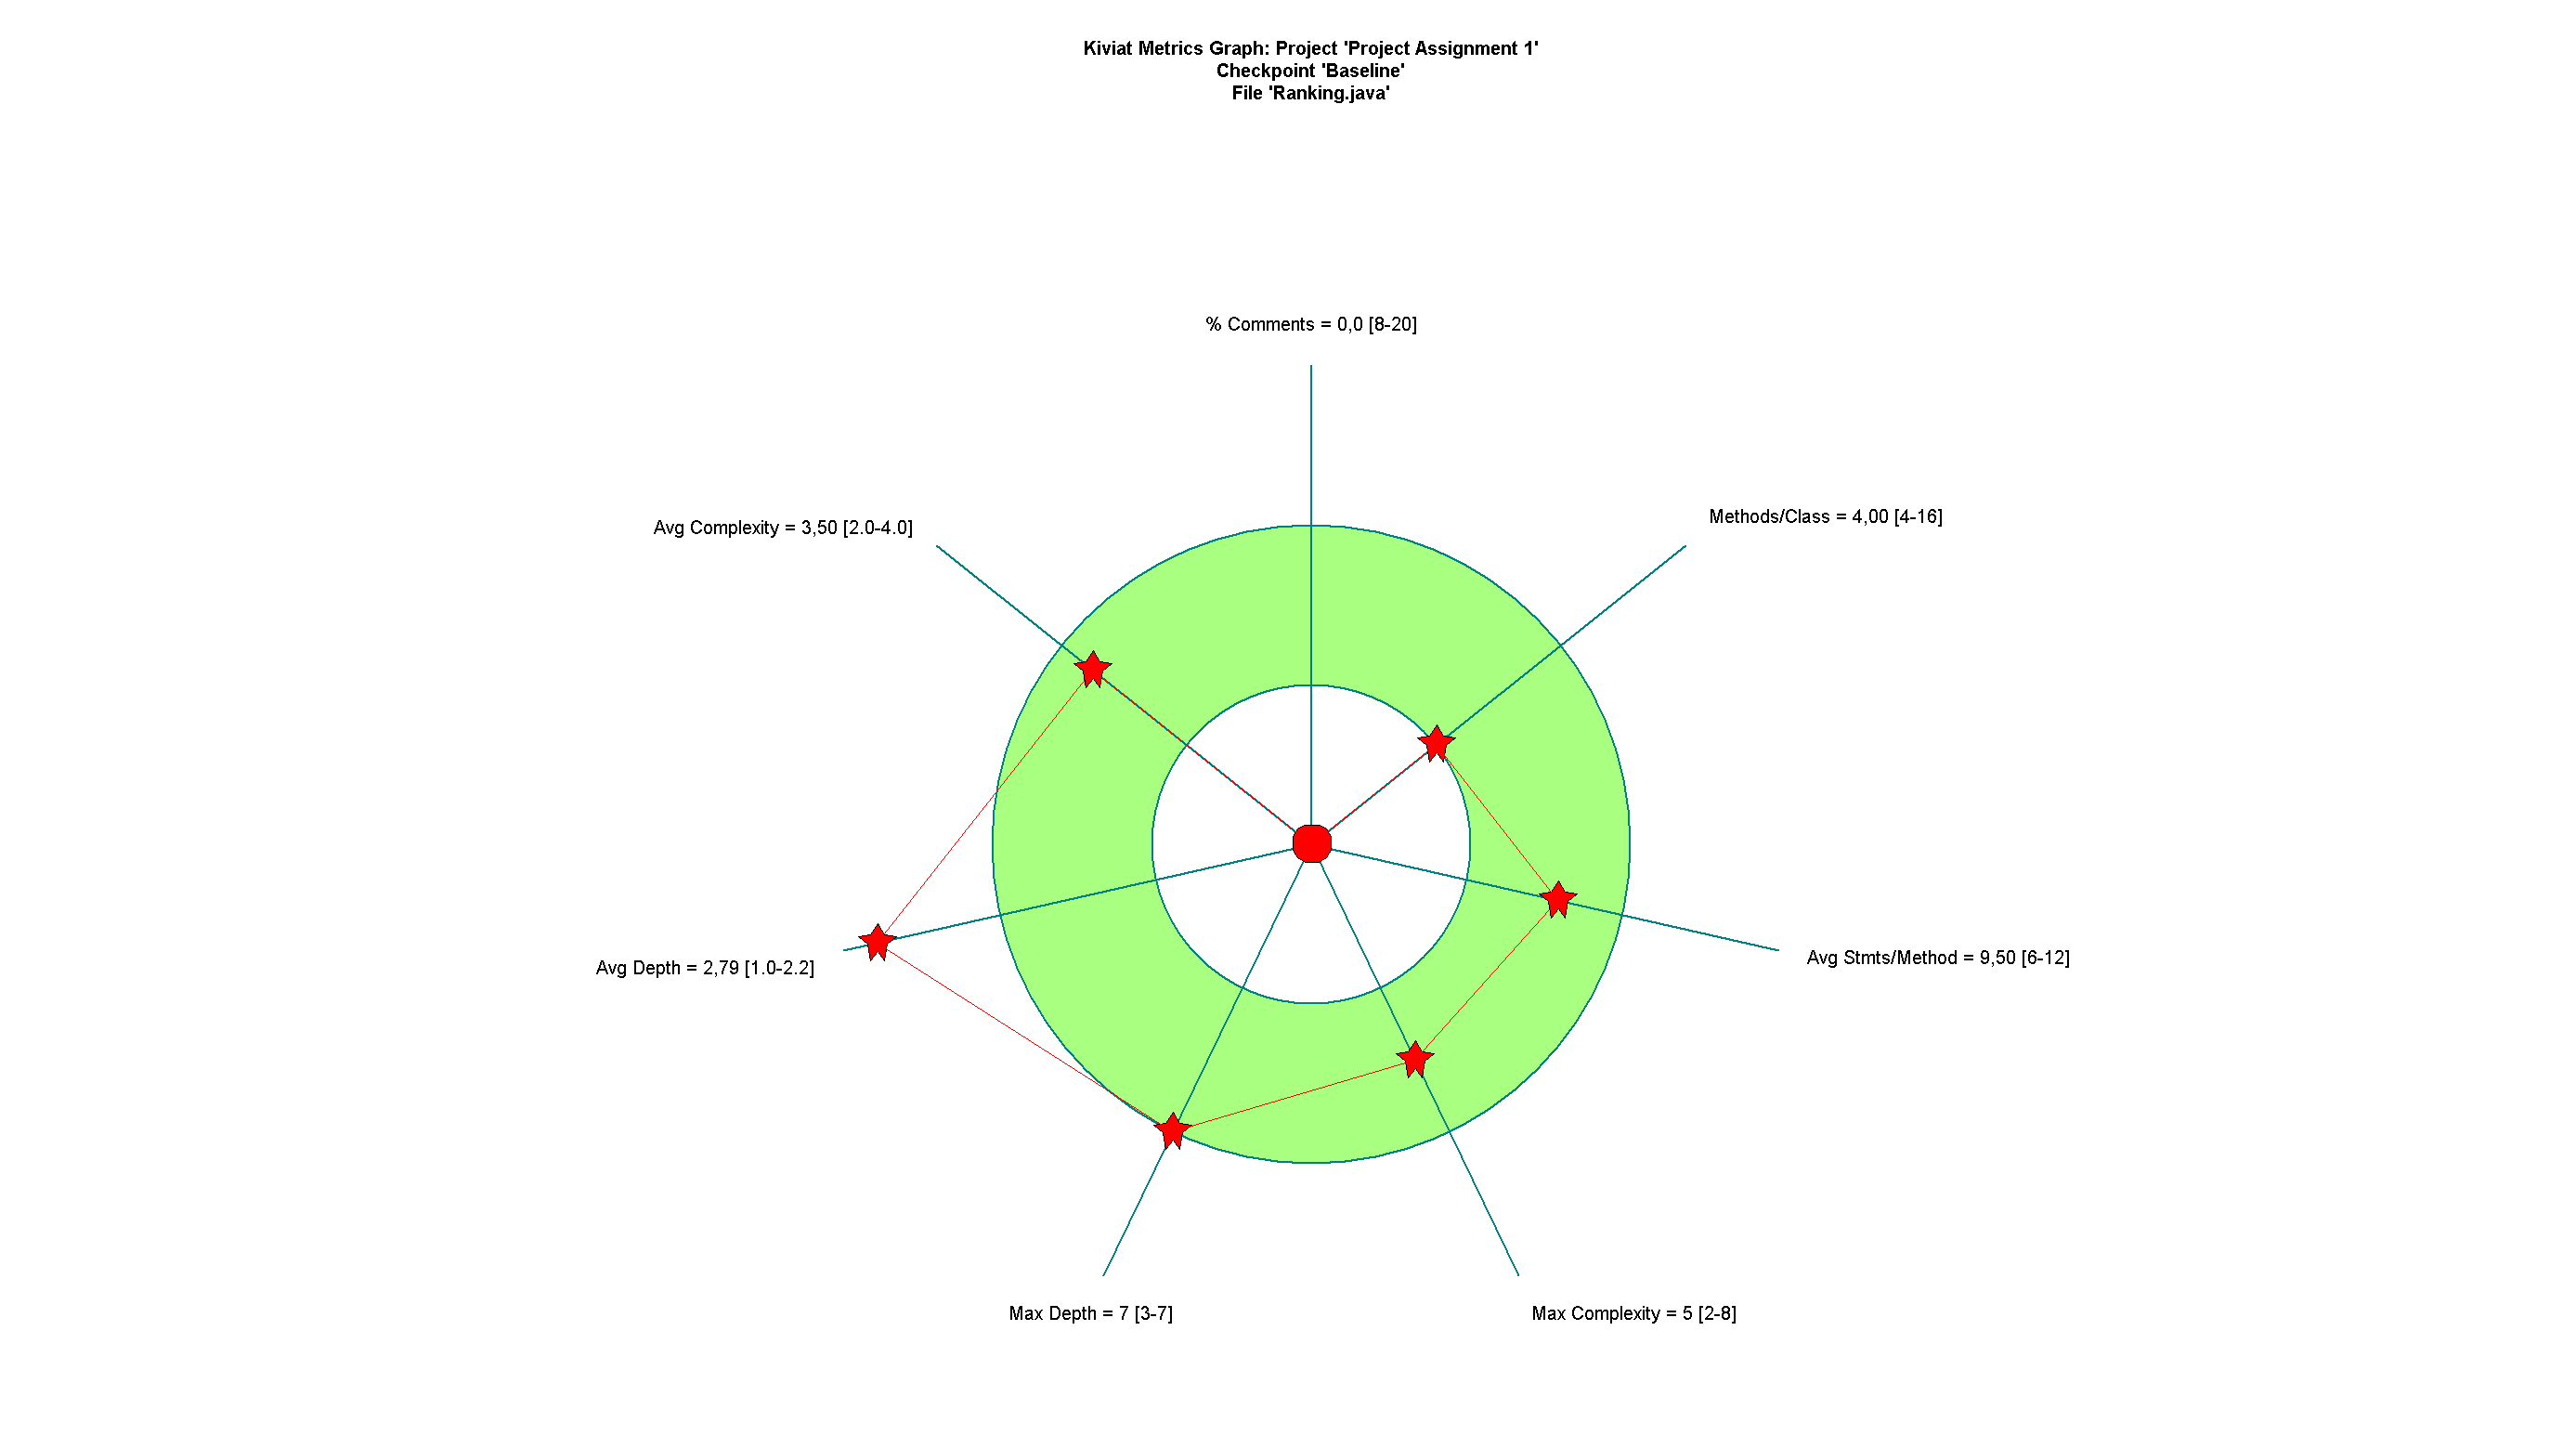 Kiviat Metrics Graph: Project 'Project Assignment 1'
Checkpoint 'Baseline'
File 'Ranking.java'
% Comments = 0,0 [8-20]
Methods/Class = 4,00 [4-16]
Avg Complexity = 3,50 [2.0-4.0]
Avg Stmts/Method = 9,50 [6-12]
Avg Depth = 2,79 [1.0-2.2]
Max Depth = 7 [3-7]
Max Complexity = 5 [2-8]